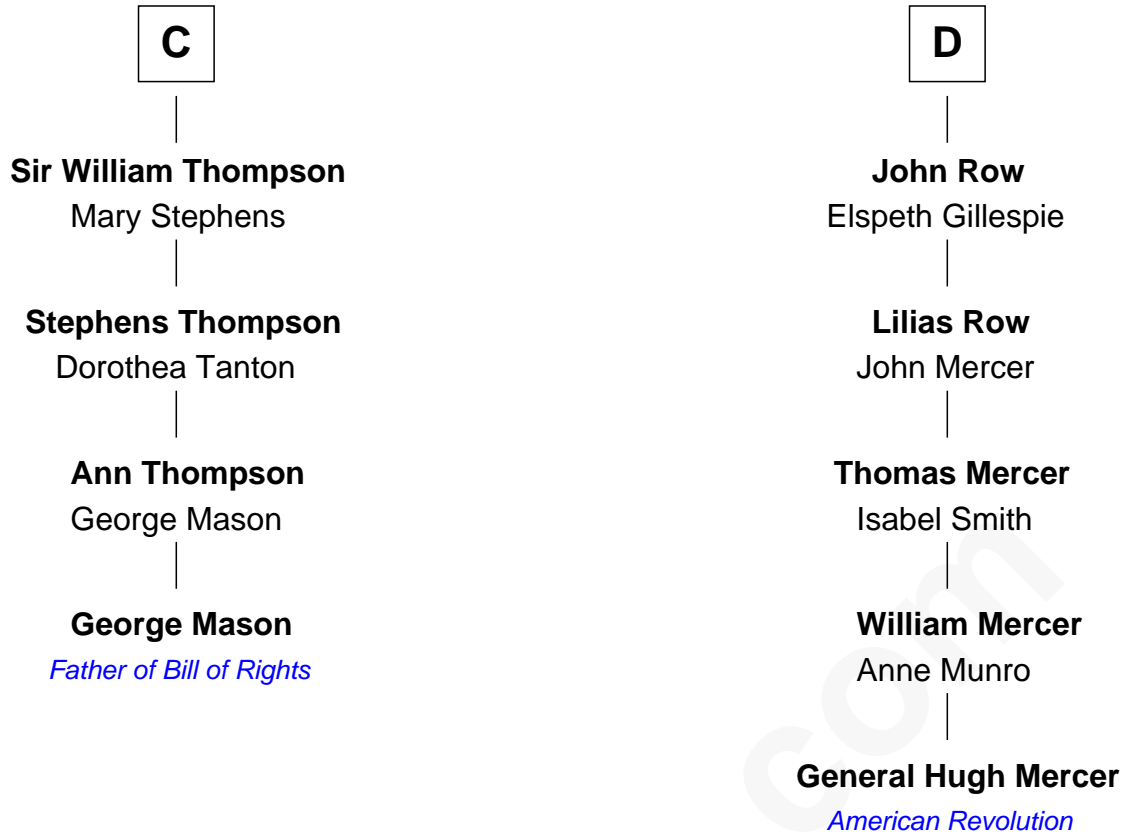 C
Sir William Thompson
Mary Stephens
Stephens Thompson
Dorothea Tanton
Ann Thompson
George Mason
George Mason
Father of Bill of Rights
D
John Row
Elspeth Gillespie
Lilias Row
John Mercer
Thomas Mercer
Isabel Smith
William Mercer
Anne Munro
General Hugh Mercer
American Revolution
com